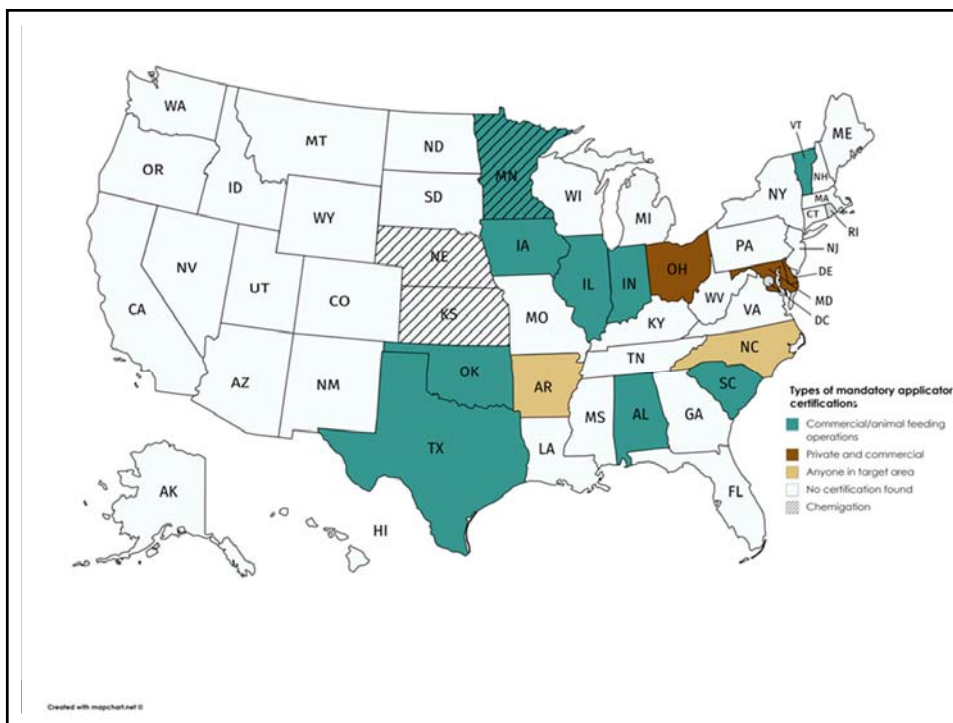 WA
MT
ND
MN
VT
ME
OR
ID
SD
WI
MI
NY
NH
MA
CT
RI
WY
IA
PA
NJ
NE
NV
UT
CO
IL
IN
OH
DE
WV
MD
VA
DC
CA
KS
MO
KY
AZ
NM
OK
AR
TN
NC
SC
TX
LA
MS
AL
GA
Types of mandatory applicator
certifications
Commercial/animal feeding
operations
Private and commercial
Anyone in target area
No certification found
Chemigation
AK
HI
FL
Created with mapchart.net ©